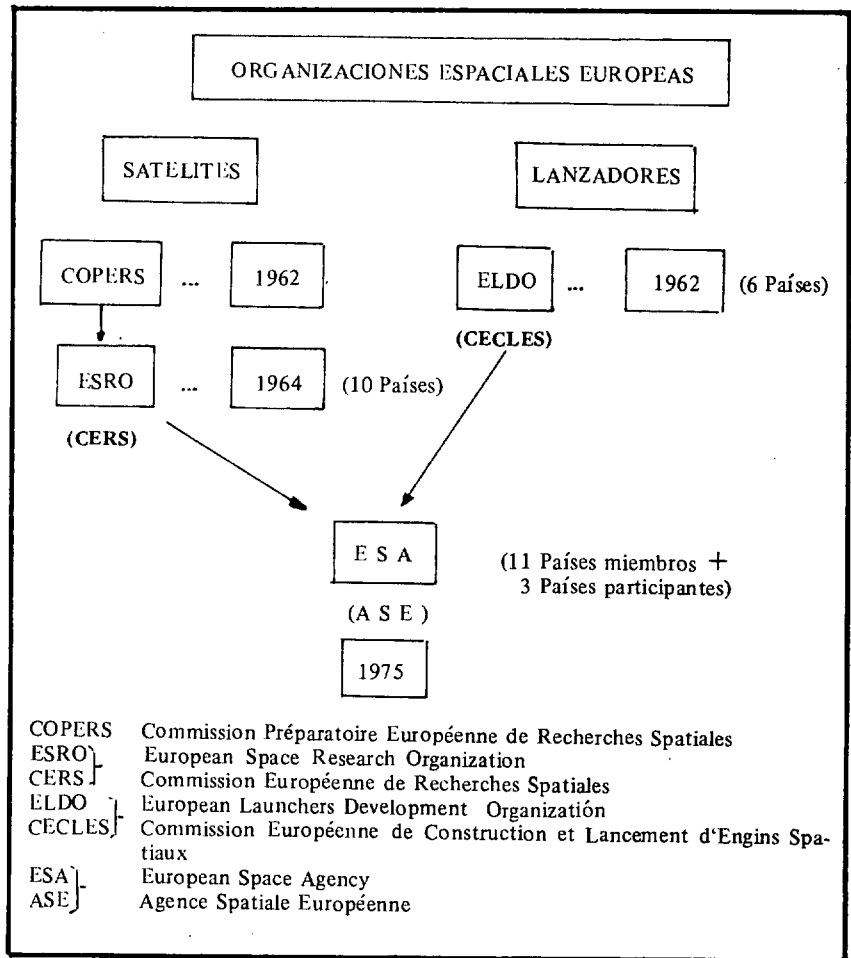 ORGANIZACIONES ESPACIALES EUROPEAS
SATELITES
LANZADORES
COPERS ... 1962
ELDO ... 1962 (6 Países)
(CECLES)
ESRO ... 1964 (10 Países)
(CERS)
E S A
(11 Países miembros +
3 Países participantes)
(A S E)
1975
COPERS Commission Préparatoire Européenne de Recherches Spatiales
ESRO European Space Research Organization
CERS Commission Européenne de Recherches Spatiales
ELDO European Launchers Development Organizatión
CECLES Commission Européenne de Construction et Lancement d'Engins Spa-
tiaux
ESA European Space Agency
ASE Agence Spatiale Européenne